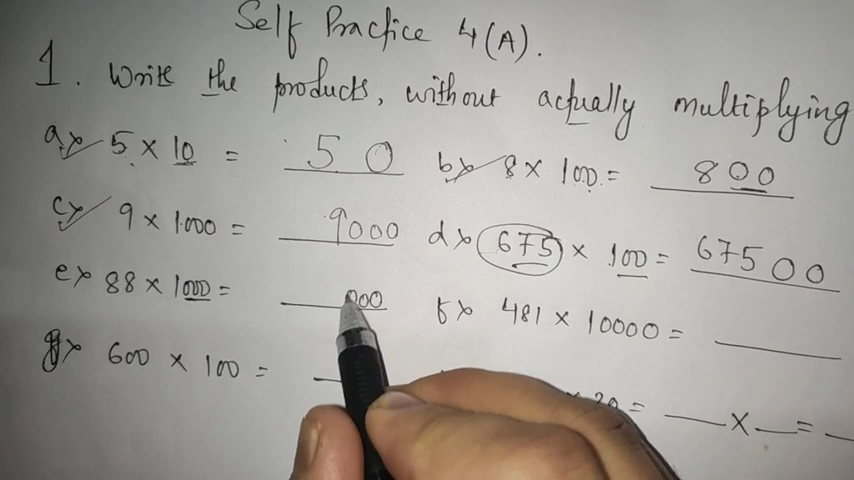 Self Practice 4(A).
1. Write the products, without actually multiplying
a) 5 × 10 = 50 b) 8 × 100 = 800
c) 9 × 1000 = 9000 d) 675 × 100 = 67500
e) 88 × 1000 = 000 f) 481 × 10000 =
g) 600 × 100 =
× 20 = × =